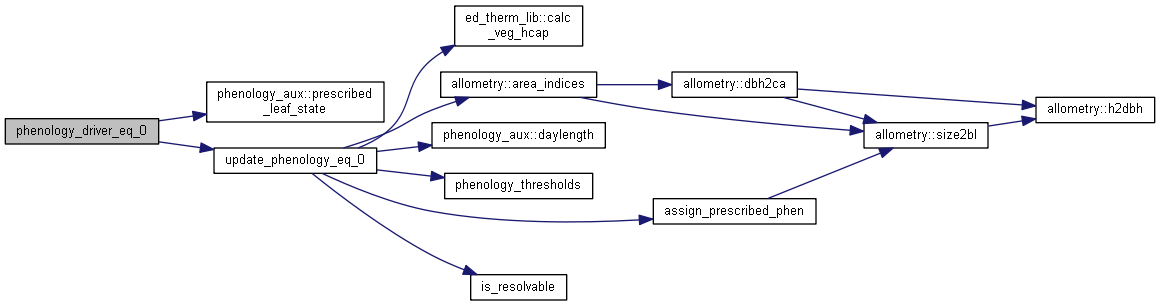 ed_therm_lib::calc
_veg_hcap
phenology_aux::prescribed
_leaf_state
allometry::area_indices
allometry::dbh2ca
allometry::h2dbh
phenology_driver_eq_0
phenology_aux::daylength
allometry::size2bl
update_phenology_eq_0
phenology_thresholds
assign_prescribed_phen
is_resolvable